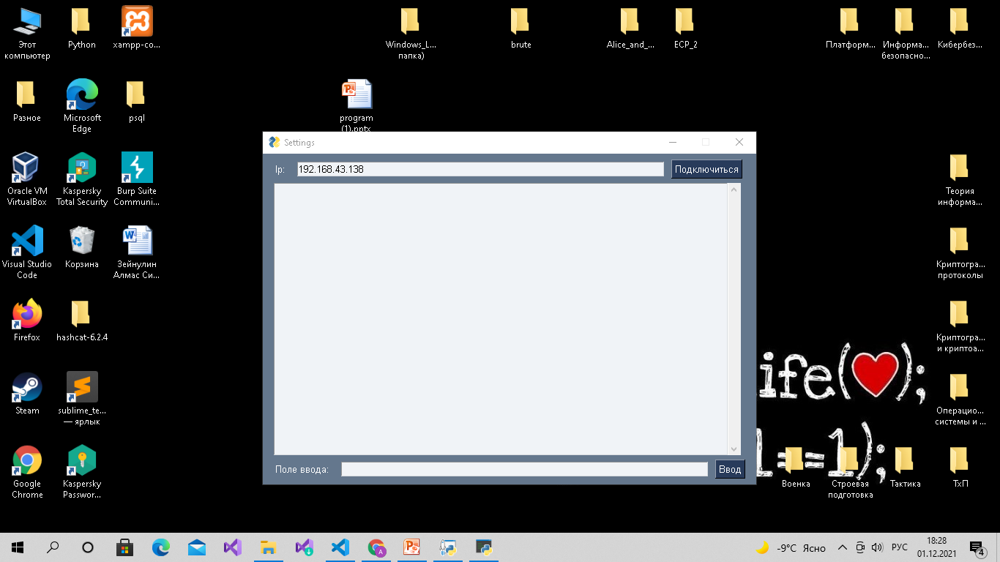 Этот
компьютер
Python
xampp-co...
Windows_L...
папка)
brute
Alice_and_...
ECP_2
Платформ...
Информа...
безопасно...
Кибербез...
Разное
Microsoft
Edge
psql
program
(1).pptx
Settings
Ip:
192.168.43.138
Подключиться
Oracle VM
VirtualBox
Kaspersky
Total Security
Burp Suite
Communi...
Теория
информа...
Visual Studio
Code
Корзина
Зейнулин
Алмас Си...
Криптогра...
протоколы
Firefox
hashcat-6.2.4
Криптогра...
и криптоа...
ife(
);
Steam
sublime_te...
— ярлык
Операцио...
системы и ...
1==1);
Поле ввода:
Ввод
Google
Chrome
Kaspersky
Passwor...
Военка
Строевая
подготовка
Тактика
ТхП
-9°C Ясно
РУС
18:28
01.12.2021
4